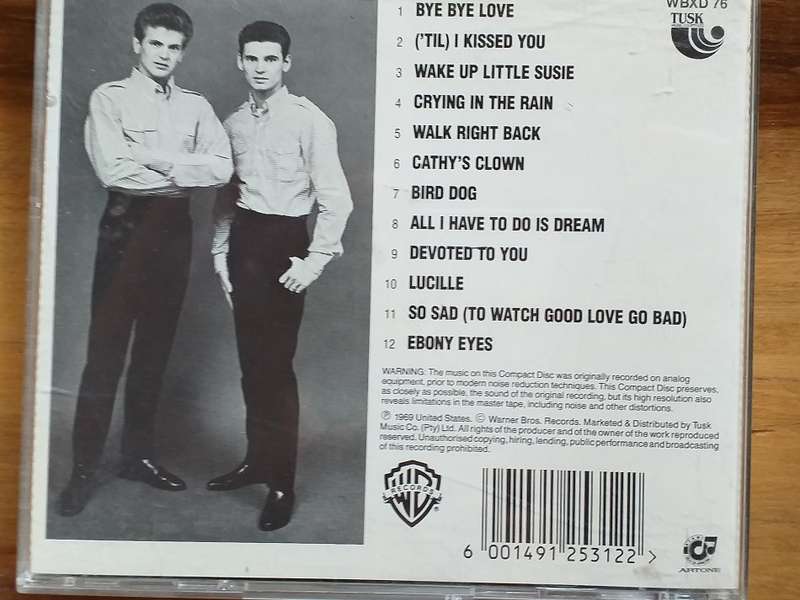 WBXD 76
TUSK
1 BYE BYE LOVE
2 ('TIL) I KISSED YOU
3 WAKE UP LITTLE SUSIE
4 CRYING IN THE RAIN
5 WALK RIGHT BACK
6 CATHY'S CLOWN
7 BIRD DOG
8 ALL I HAVE TO DO IS DREAM
9 DEVOTED TO YOU
10 LUCILLE
11 SO SAD (TO WATCH GOOD LOVE GO BAD)
12 EBONY EYES
WARNING: The music on this Compact Disc was originally recorded on analog
equipment, prior to modern noise reduction techniques. This Compact Disc preserves,
as closely as possible, the sound of the original recording, but its high resolution also
reveals limitations in the master tape, including noise and other distortions.
℗ 1969 United States. © Warner Bros. Records. Marketed & Distributed by Tusk
Music Co. (Pty) Ltd. All rights of the producer and of the owner of the work reproduced
reserved. Unauthorised copying, hiring, lending, public performance and broadcasting
of this recording prohibited.
WB
RECORDS
®
6 001491 253122 >
ARTONE